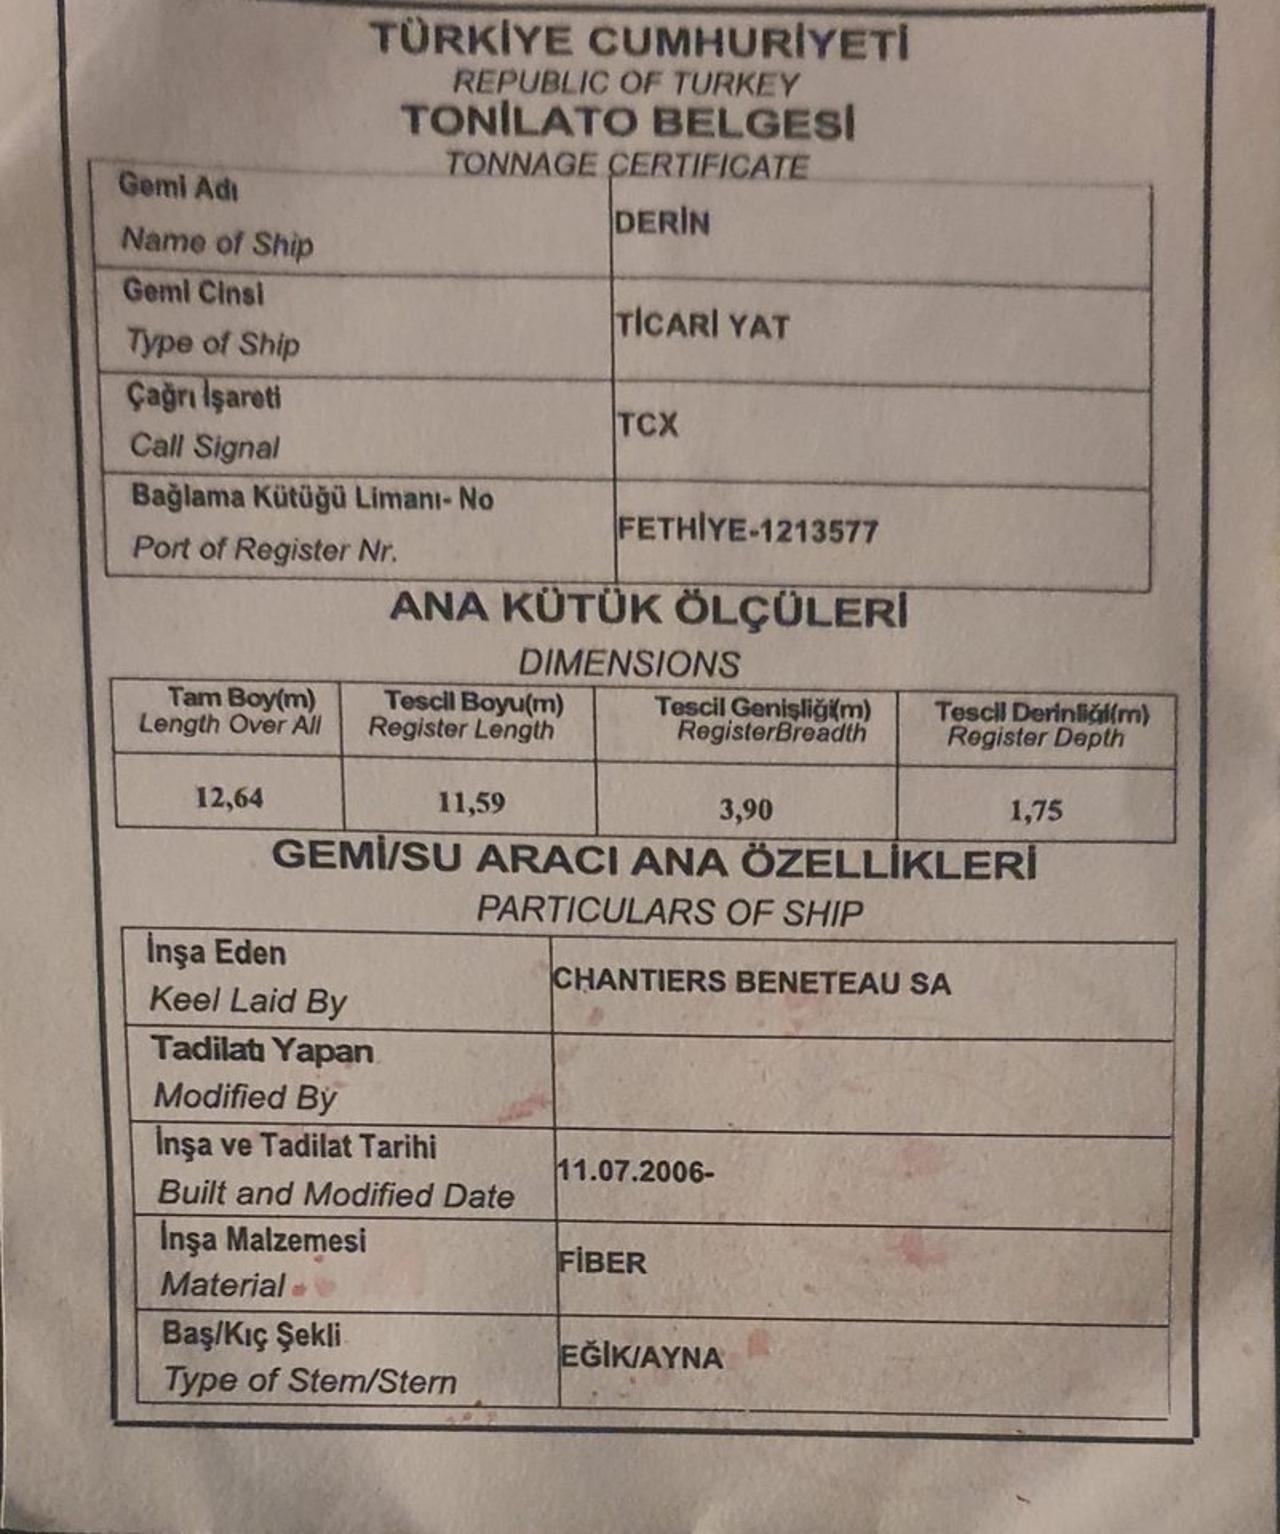 TÜRKİYE CUMHURİYETİ
REPUBLIC OF TURKEY
TONİLATO BELGESİ
TONNAGE CERTIFICATE
Gemi Adı
Name of Ship
DERİN
Gemi Cinsi
Type of Ship
TİCARİ YAT
Çağrı İşareti
Call Signal
TCX
Bağlama Kütüğü Limanı- No
Port of Register Nr.
FETHİYE-1213577
ANA KÜTÜK ÖLÇÜLERİ
DIMENSIONS
Tam Boy(m)
Length Over All
Tescil Boyu(m)
Register Length
Tescil Genişliği(m)
RegisterBreadth
Tescil Derinliği(m)
Register Depth
12,64
11,59
3,90
1,75
GEMİ/SU ARACI ANA ÖZELLİKLERİ
PARTICULARS OF SHIP
İnşa Eden
Keel Laid By
CHANTIERS BENETEAU SA
Tadilatı Yapan
Modified By
İnşa ve Tadilat Tarihi
Built and Modified Date
11.07.2006-
İnşa Malzemesi
Material
FİBER
Baş/Kıç Şekli
Type of Stem/Stern
EĞİK/AYNA